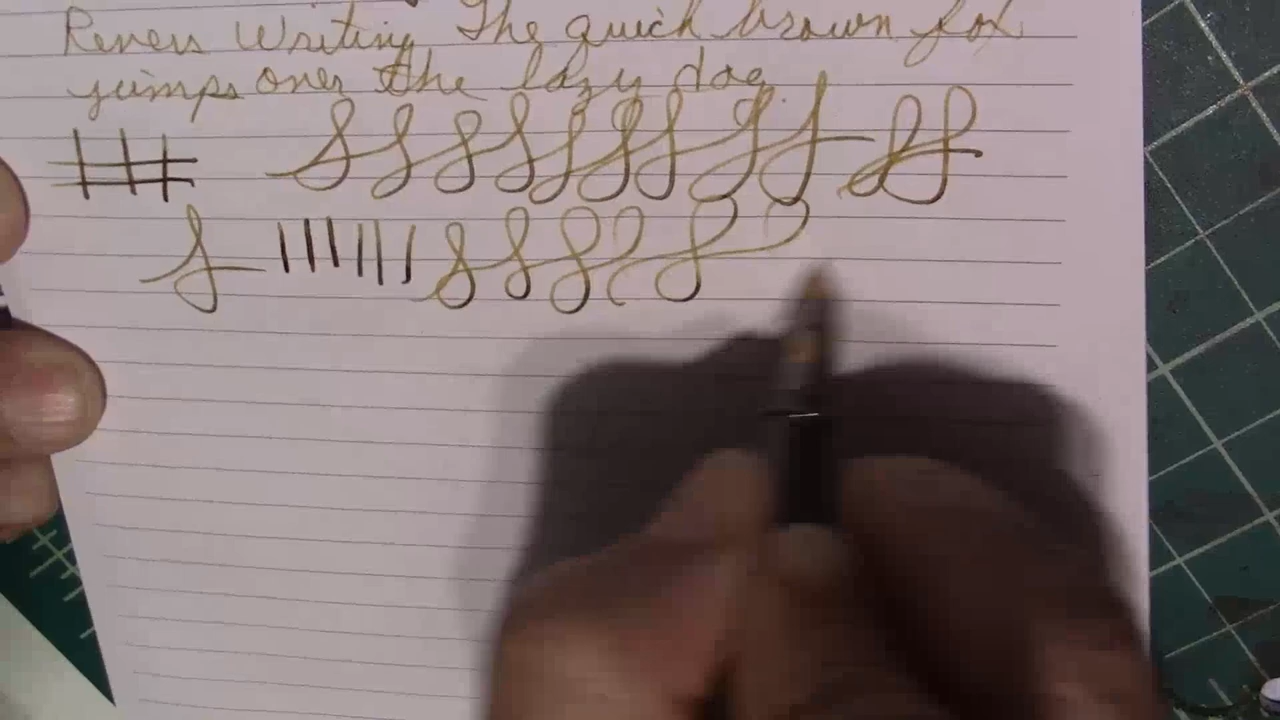 Revers Writing The quick brown fox
jumps over the lazy dog.